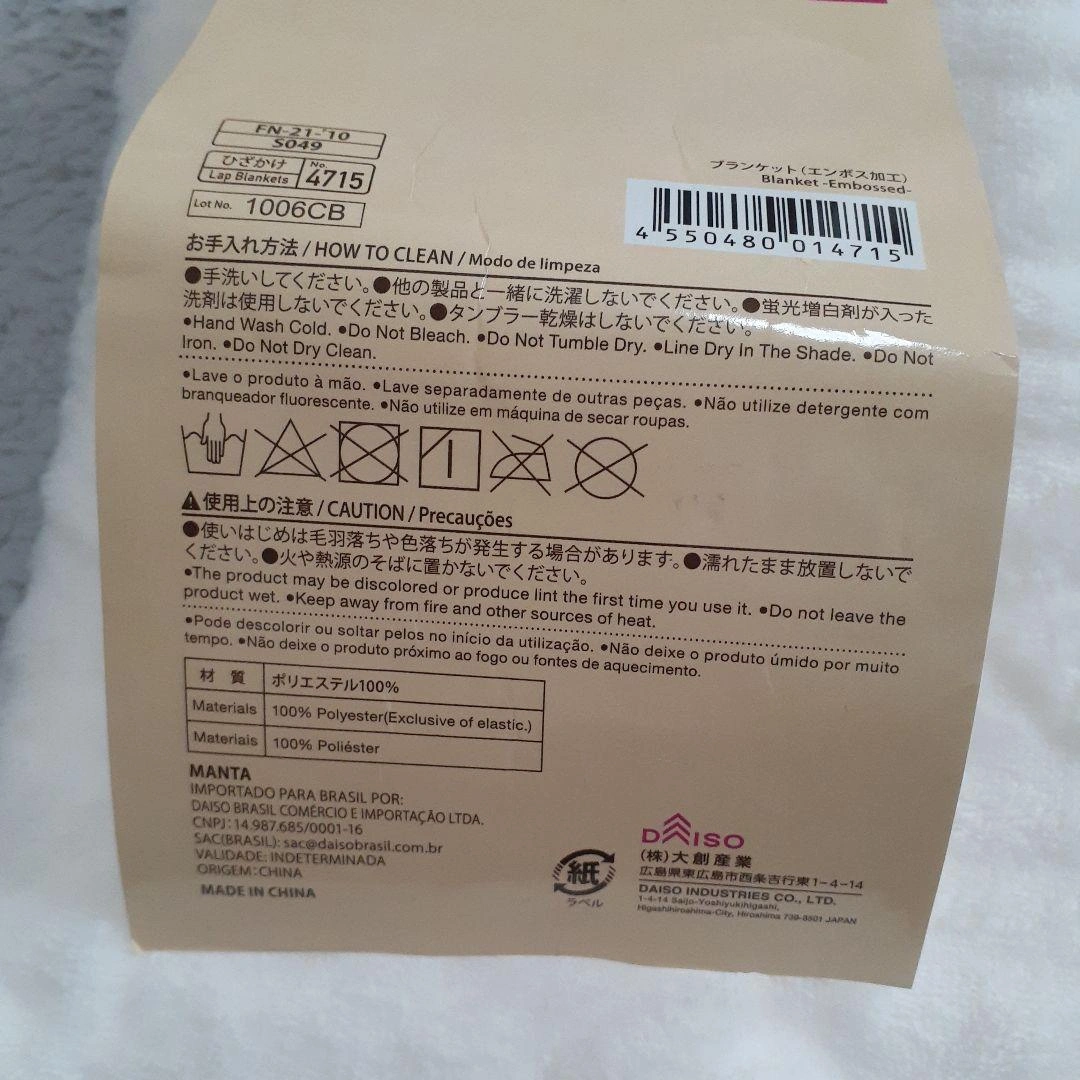 FN-21-'10
S049
ひざかけ
Lap Blankets
No.
4715
Lot No. 1006CB
ブランケット(エンボス加工)
Blanket -Embossed-
4 550480 014715
お手入れ方法 / HOW TO CLEAN / Modo de limpeza
●手洗いしてください。●他の製品と一緒に洗濯しないでください。●蛍光増白剤が入った
洗剤は使用しないでください。●タンブラー乾燥はしないでください。
●Hand Wash Cold. ●Do Not Bleach. ●Do Not Tumble Dry. ●Line Dry In The Shade. ●Do Not
Iron. ●Do Not Dry Clean.
●Lave o produto à mão. ●Lave separadamente de outras peças. ●Não utilize detergente com
branqueador fluorescente. ●Não utilize em máquina de secar roupas.
使用上の注意 / CAUTION / Precauções
●使いはじめは毛羽落ちや色落ちが発生する場合があります。●濡れたまま放置しないで
ください。●火や熱源のそばに置かないでください。
●The product may be discolored or produce lint the first time you use it. ●Do not leave the
product wet. ●Keep away from fire and other sources of heat.
●Pode descolorir ou soltar pelos no início da utilização. ●Não deixe o produto úmido por muito
tempo. ●Não deixe o produto próximo ao fogo ou fontes de aquecimento.
材 質 ポリエステル100%
Materials 100% Polyester(Exclusive of elastic.)
Materiais 100% Poliéster
MANTA
IMPORTADO PARA BRASIL POR:
DAISO BRASIL COMÉRCIO E IMPORTAÇÃO LTDA.
CNPJ: 14.987.685/0001-16
SAC(BRASIL): sac@daisobrasil.com.br
VALIDADE: INDETERMINADA
ORIGEM: CHINA
MADE IN CHINA
紙
ラベル
DAISO
(株)大創産業
広島県東広島市西条吉行東1-4-14
DAISO INDUSTRIES CO., LTD.
1-4-14 Saijo-Yoshiyukihigashi,
Higashihiroshima-City, Hiroshima 739-8501 JAPAN